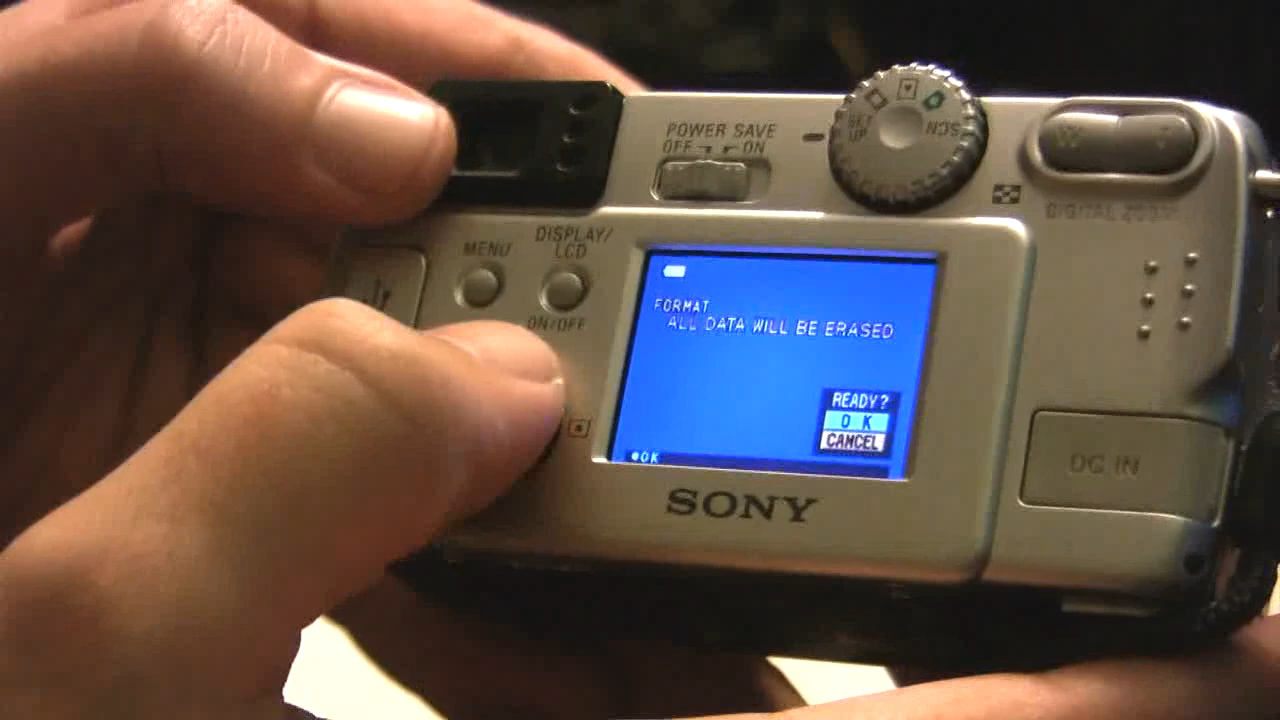 POWER SAVE
OFF ON
SET UP
SCN
W T
DIGITAL ZOOM
MENU
DISPLAY/
LCD
ON/OFF
FORMAT
ALL DATA WILL BE ERASED
READY?
OK
CANCEL
●OK
SONY
DC IN